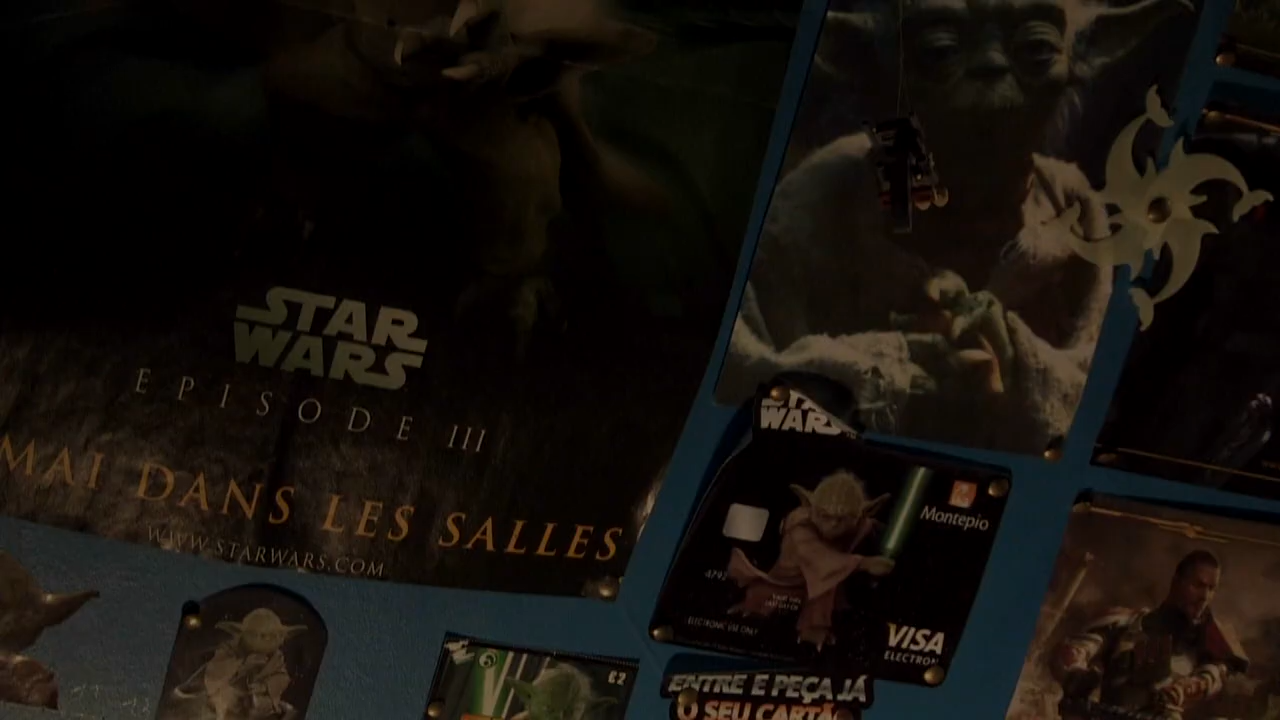 STAR
WARS
EPISODE III
MAI DANS LES SALLES
WWW.STARWARS.COM
STAR
WARS
Montepio
4792
ELECTRONIC USE ONLY
VISA
ELECTRON
ENTRE E PEÇA JÁ
O SEU CARTÃO